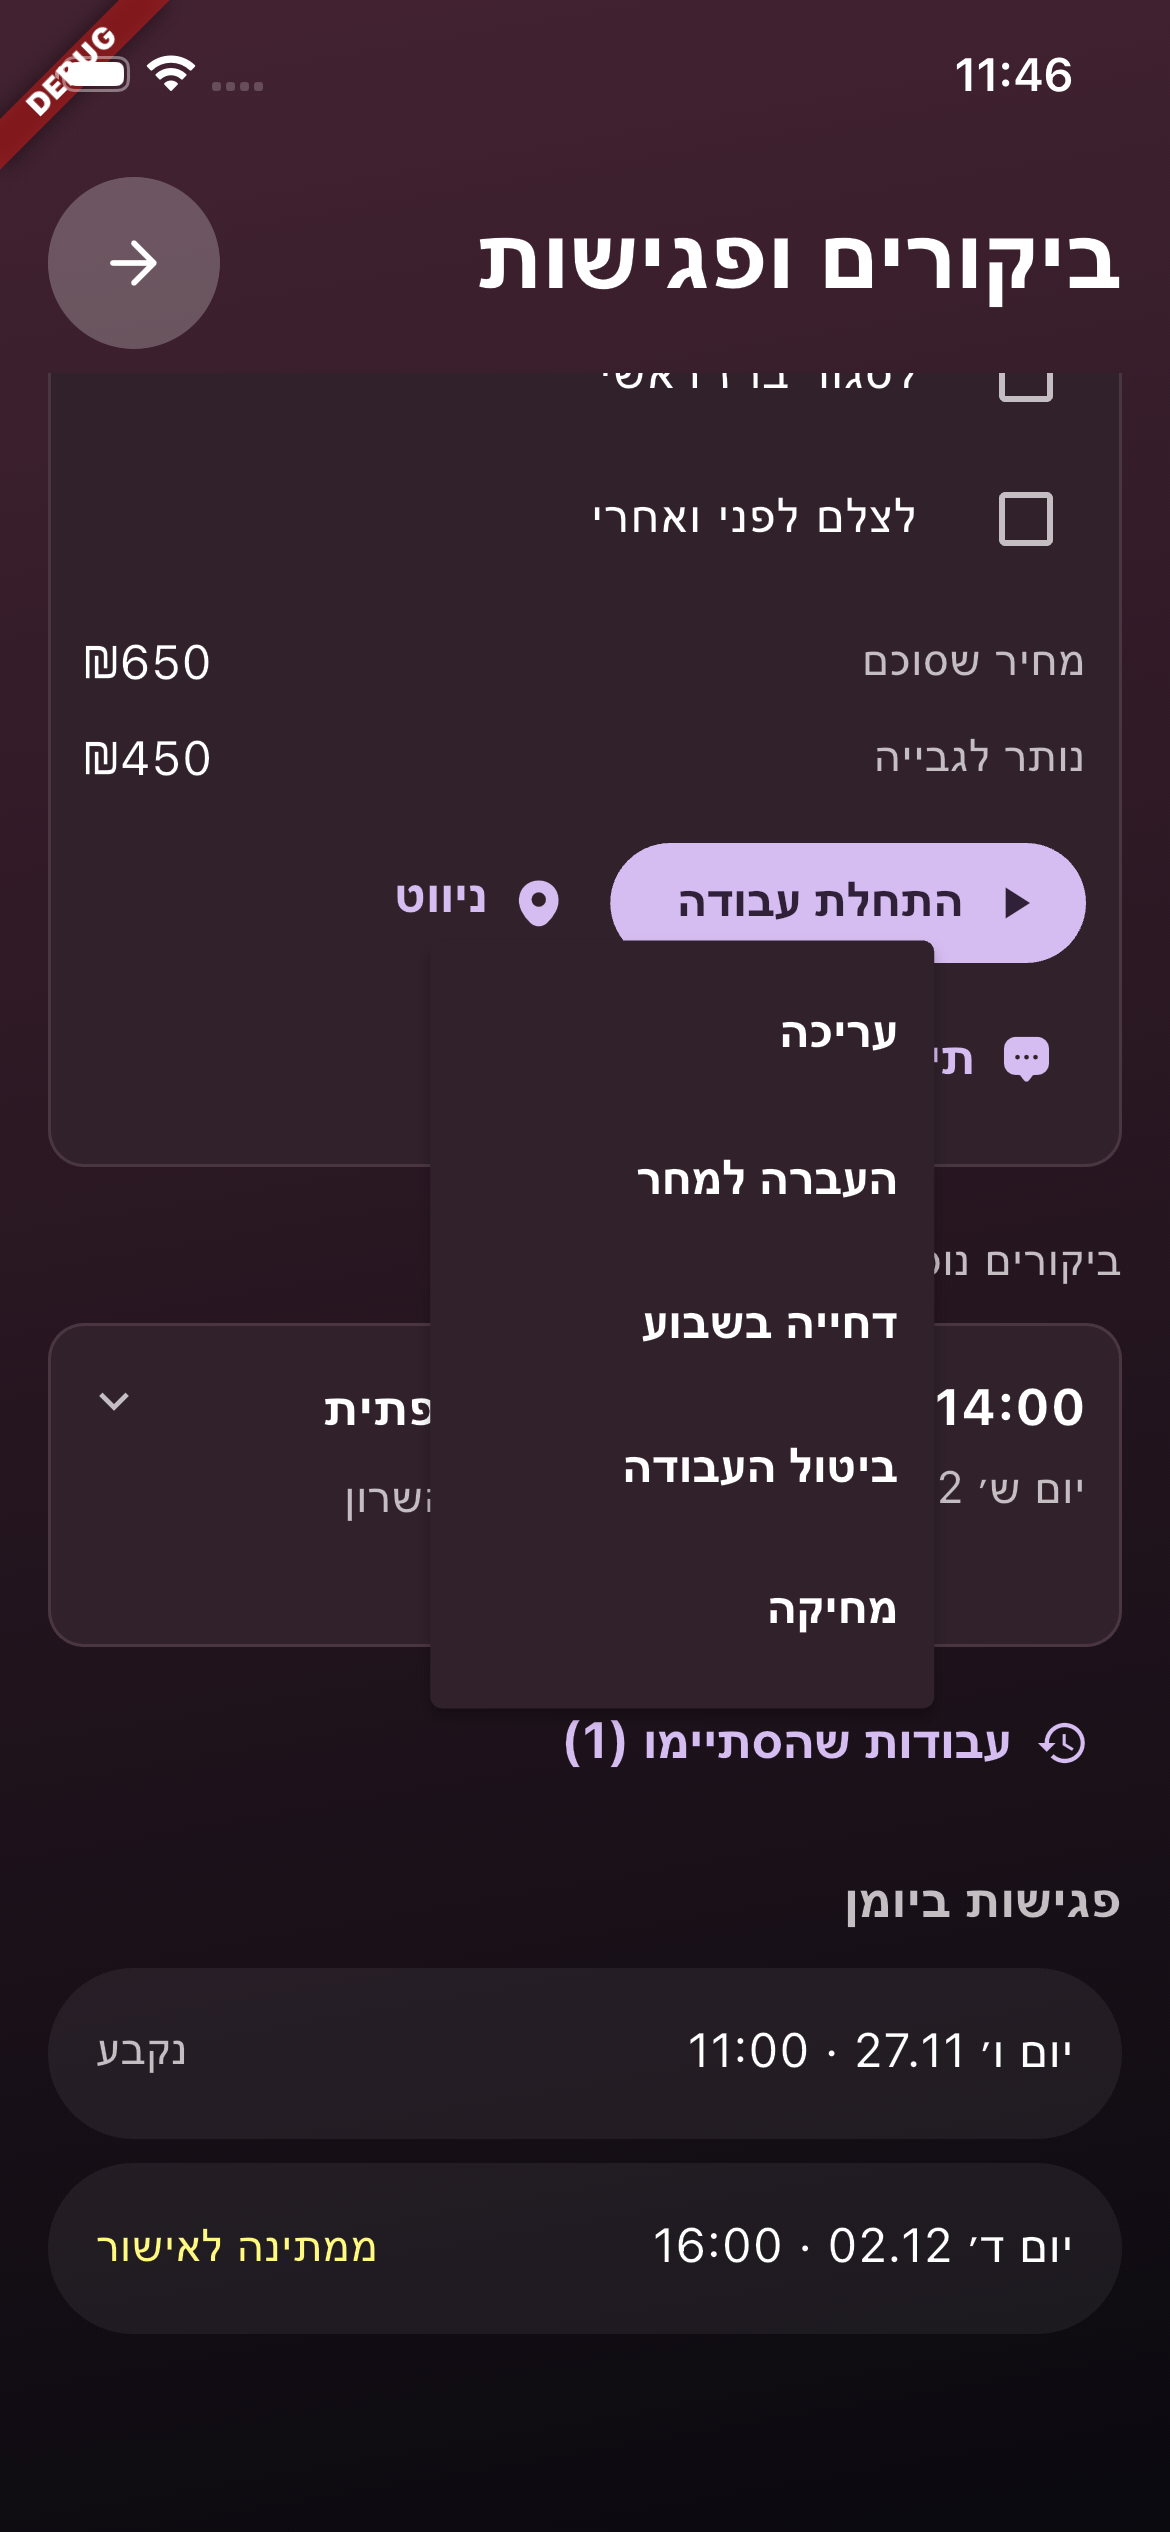 DEBUG
11:46
ביקורים ופגישות
לצלם לפני ואחרי
מחיר שסוכם ₪650
נותר לגבייה ₪450
התחלת עבודה
ניווט
עריכה
העברה למחר
ביקורים
דחייה בשבוע
14:00
יום ש׳
ביטול העבודה
מחיקה
עבודות שהסתיימו (1)
פגישות ביומן
יום ו׳ 27.11 · 11:00 נקבע
יום ד׳ 02.12 · 16:00 ממתינה לאישור